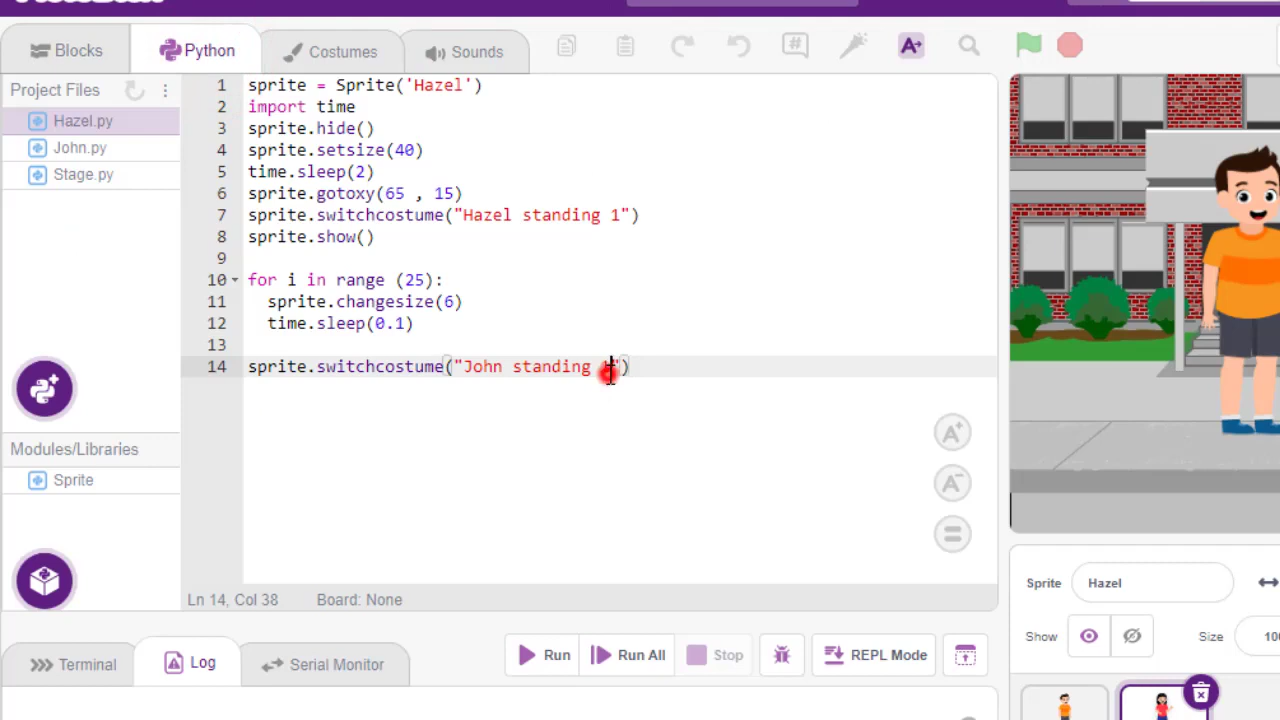 Blocks
Python
Costumes
Sounds
Project Files
Hazel.py
John.py
Stage.py
Modules/Libraries
Sprite
1 sprite = Sprite('Hazel')
2 import time
3 sprite.hide()
4 sprite.setsize(40)
5 time.sleep(2)
6 sprite.gotoxy(65 , 15)
7 sprite.switchcostume("Hazel standing 1")
8 sprite.show()
9
10 for i in range (25):
11 sprite.changesize(6)
12 time.sleep(0.1)
13
14 sprite.switchcostume("John standing ")
Ln 14, Col 38 Board: None
Terminal
Log
Serial Monitor
Run
Run All
Stop
REPL Mode
Sprite Hazel
Show
Size